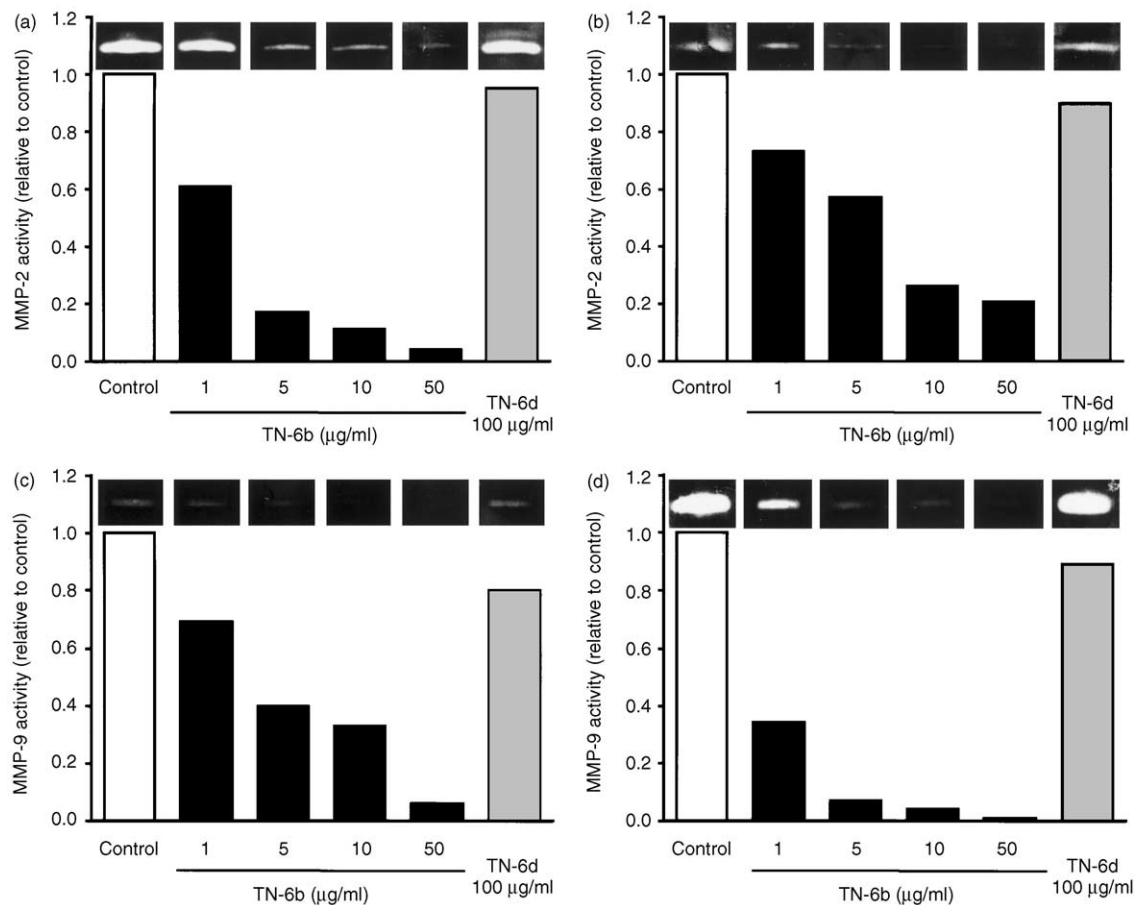 (a)
1.2
1.0
0.8
0.6
0.4
0.2
0.0
MMP-2 activity (relative to control)
Control
1
5
10
50
TN-6d
100 μg/ml
TN-6b (μg/ml)
(b)
1.2
1.0
0.8
0.6
0.4
0.2
0.0
MMP-2 activity (relative to control)
Control
1
5
10
50
TN-6d
100 μg/ml
TN-6b (μg/ml)
(c)
1.2
1.0
0.8
0.6
0.4
0.2
0.0
MMP-9 activity (relative to control)
Control
1
5
10
50
TN-6d
100 μg/ml
TN-6b (μg/ml)
(d)
1.2
1.0
0.8
0.6
0.4
0.2
0.0
MMP-9 activity (relative to control)
Control
1
5
10
50
TN-6d
100 μg/ml
TN-6b (μg/ml)